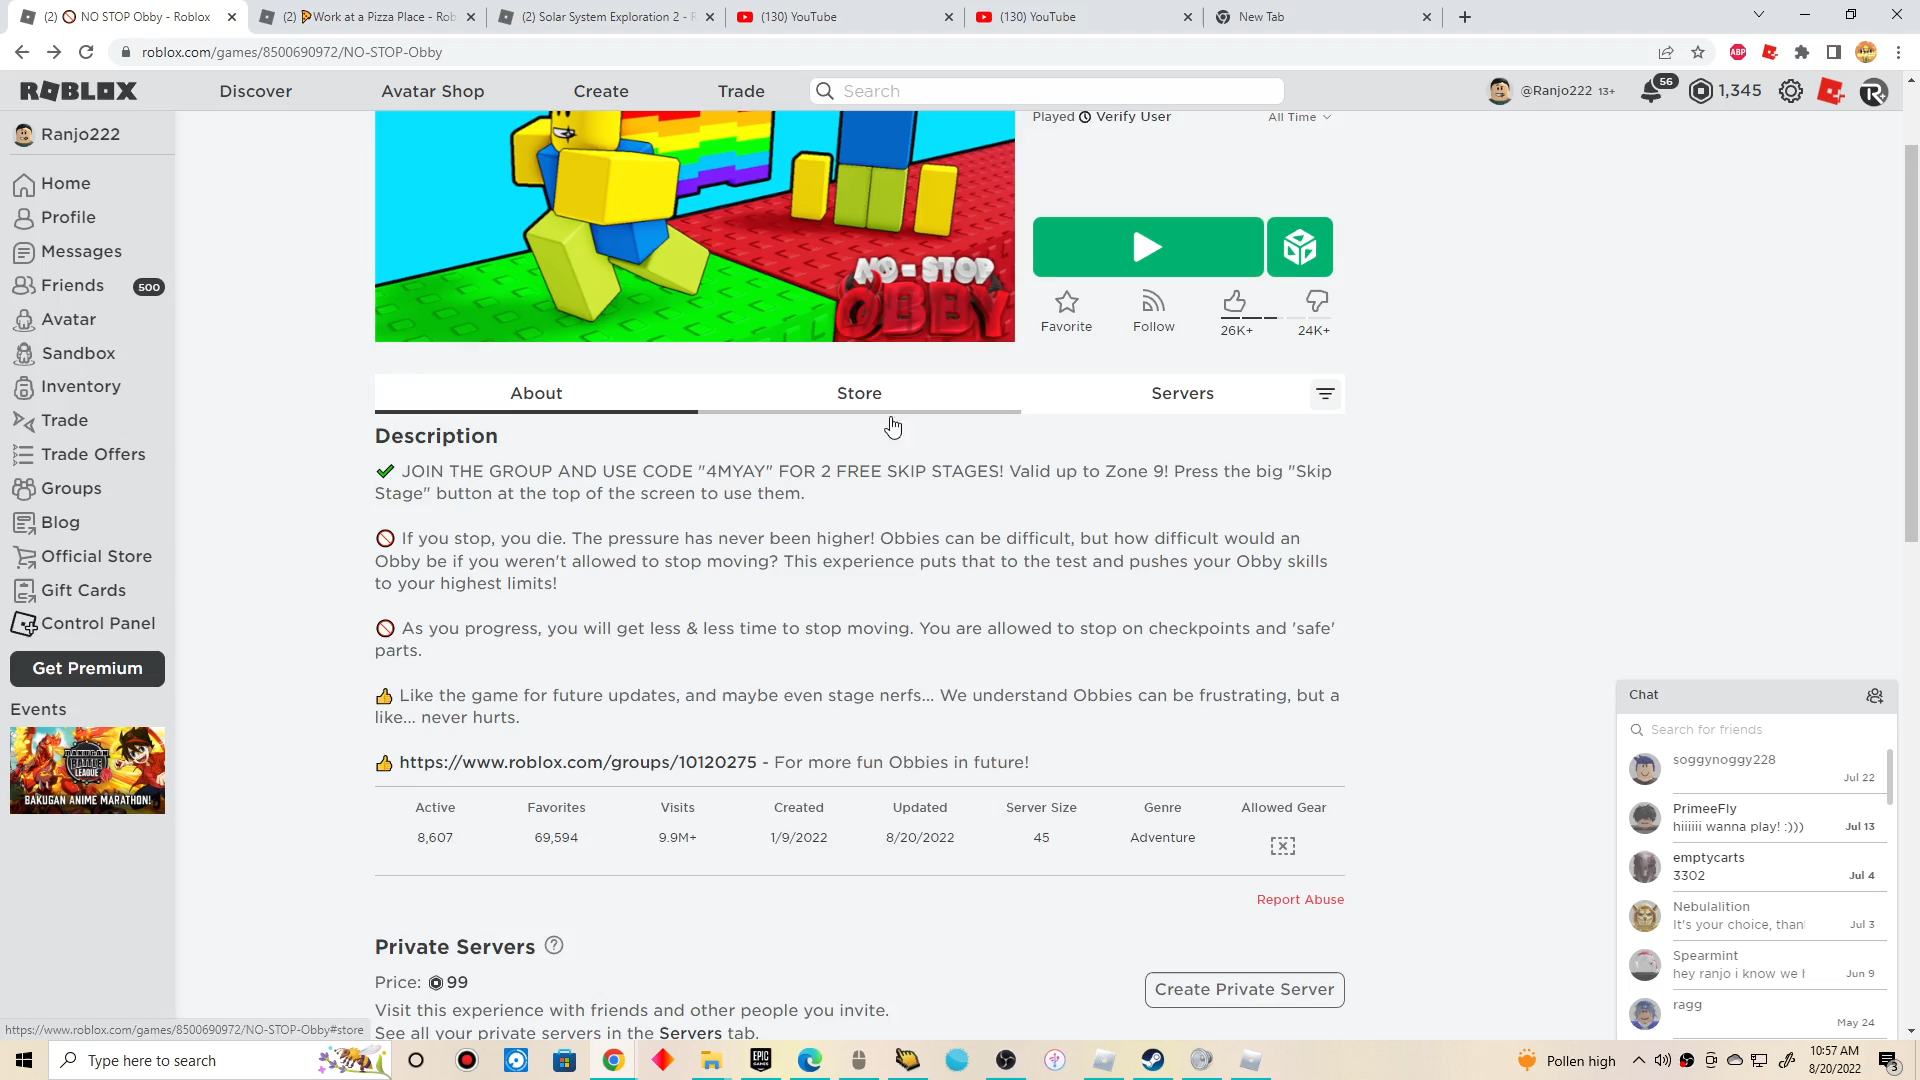 (2) NO STOP Obby - Roblox
(2) Work at a Pizza Place - Rob
(2) Solar System Exploration 2 - R
(130) YouTube
(130) YouTube
New Tab
roblox.com/games/8500690972/NO-STOP-Obby
ABP
ROBLOX
Discover
Avatar Shop
Create
Trade
Search
@Ranjo222 13+
56
1,345
Ranjo222
Home
Profile
Messages
Friends 500
Avatar
Sandbox
Inventory
Trade
Trade Offers
Groups
Blog
Official Store
Gift Cards
Control Panel
Get Premium
Events
BAKUGAN BATTLE LEAGUE
BAKUGAN ANIME MARATHON!
NO-STOP
OBBY
Played Verify User
All Time
Favorite
Follow
26K+
24K+
About
Store
Servers
Description
JOIN THE GROUP AND USE CODE "4MYAY" FOR 2 FREE SKIP STAGES! Valid up to Zone 9! Press the big "Skip
Stage" button at the top of the screen to use them.
If you stop, you die. The pressure has never been higher! Obbies can be difficult, but how difficult would an
Obby be if you weren't allowed to stop moving? This experience puts that to the test and pushes your Obby skills
to your highest limits!
As you progress, you will get less & less time to stop moving. You are allowed to stop on checkpoints and 'safe'
parts.
Like the game for future updates, and maybe even stage nerfs... We understand Obbies can be frustrating, but a
like... never hurts.
https://www.roblox.com/groups/10120275 - For more fun Obbies in future!
Active Favorites Visits Created Updated Server Size Genre Allowed Gear
8,607 69,594 9.9M+ 1/9/2022 8/20/2022 45 Adventure
Report Abuse
Private Servers
Price: 99
Create Private Server
Visit this experience with friends and other people you invite.
See all your private servers in the Servers tab.
Chat
Search for friends
soggynoggy228
Jul 22
PrimeeFly
hiiiiii wanna play! :))) Jul 13
emptycarts
3302 Jul 4
Nebulalition
It's your choice, than Jul 3
Spearmint
hey ranjo i know we Jun 9
ragg
May 24
https://www.roblox.com/games/8500690972/NO-STOP-Obby#store
Type here to search
EPIC GAMES
Pollen high
10:57 AM
8/20/2022
3